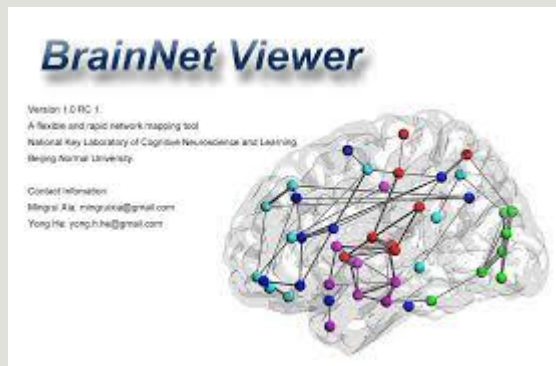 BrainNet Viewer
Version 1.0 RC 1.
A flexible and rapid network mapping tool
National Key Laboratory of Cognitive Neuroscience and Learning
Beijing Normal University
Contact Infomation:
Mingrui Xia: mingruixia@gmail.com
Yong He: yong.h.he@gmail.com